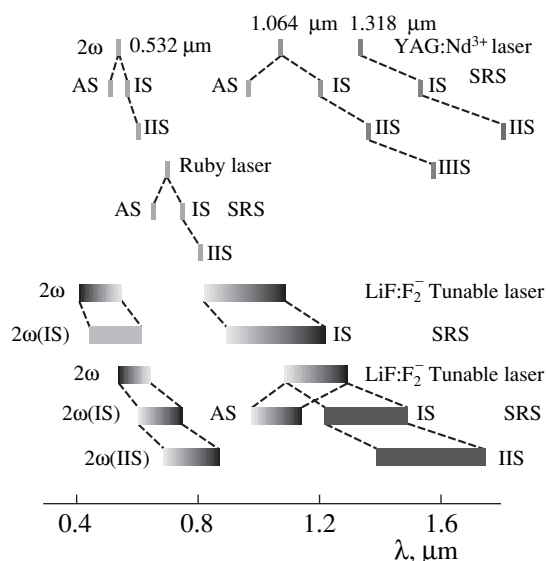 1.064 μm 1.318 μm
2ω 0.532 μm YAG:Nd³⁺ laser
AS IS AS IS IS SRS
IIS IIS IIS
Ruby laser IIIS
AS IS SRS
IIS
2ω LiF:F₂⁻ Tunable laser
2ω(IS) IS SRS
2ω LiF:F₂⁻ Tunable laser
2ω(IS) AS IS SRS
2ω(IIS) IIS
0.4 0.8 1.2 1.6
λ, μm